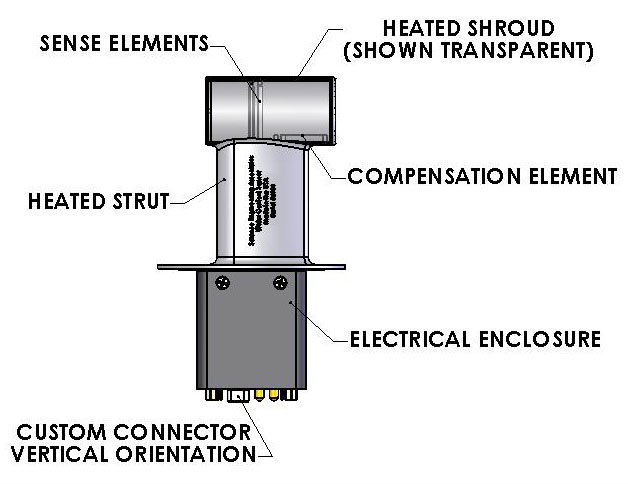 SENSE ELEMENTS
HEATED SHROUD
(SHOWN TRANSPARENT)
COMPENSATION ELEMENT
HEATED STRUT
ELECTRICAL ENCLOSURE
CUSTOM CONNECTOR
VERTICAL ORIENTATION